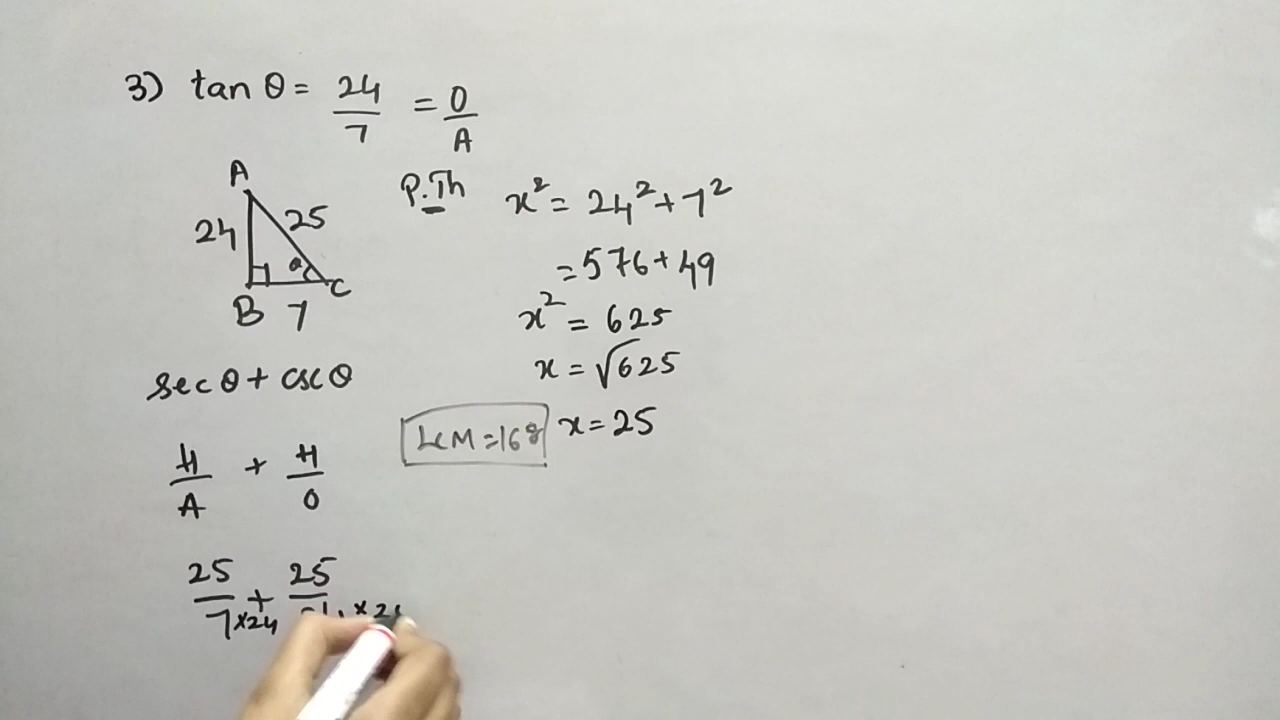 3) tan θ = 24/7 = O/A
A
24 25
θ
B 7 C
P.Th
x² = 24² + 7²
= 576 + 49
x² = 625
x = √625
x = 25
sec θ + csc θ
LCM = 168
H/A + H/O
25/7×24 + 25/